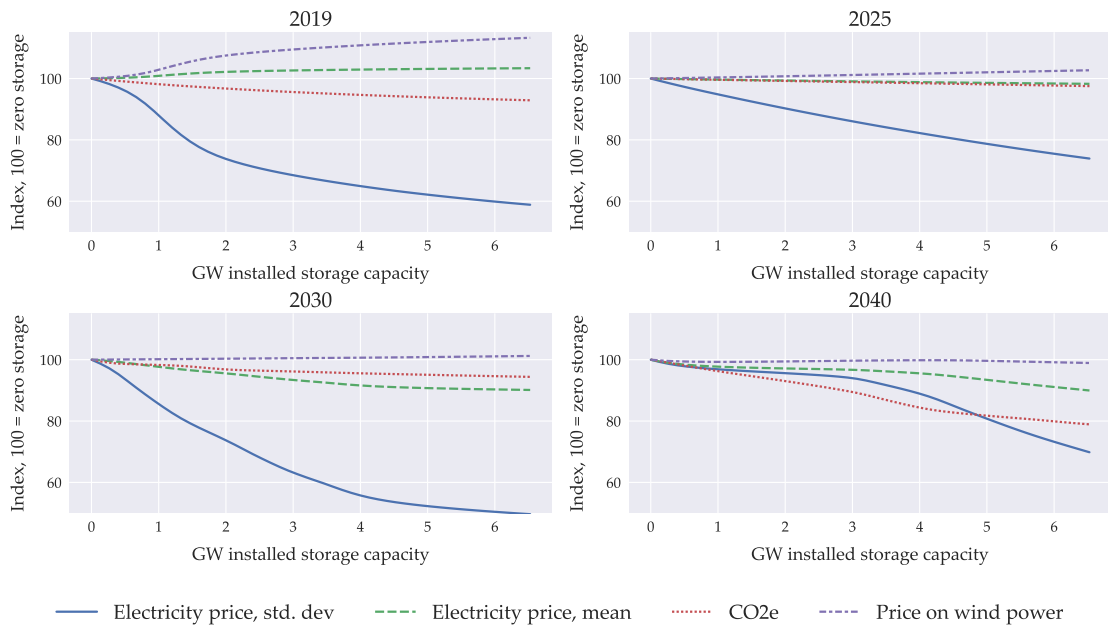 2019
Index, 100 = zero storage
100
80
60
0 1 2 3 4 5 6
GW installed storage capacity
2025
Index, 100 = zero storage
100
80
60
0 1 2 3 4 5 6
GW installed storage capacity
2030
Index, 100 = zero storage
100
80
60
0 1 2 3 4 5 6
GW installed storage capacity
2040
Index, 100 = zero storage
100
80
60
0 1 2 3 4 5 6
GW installed storage capacity
Electricity price, std. dev Electricity price, mean CO2e Price on wind power